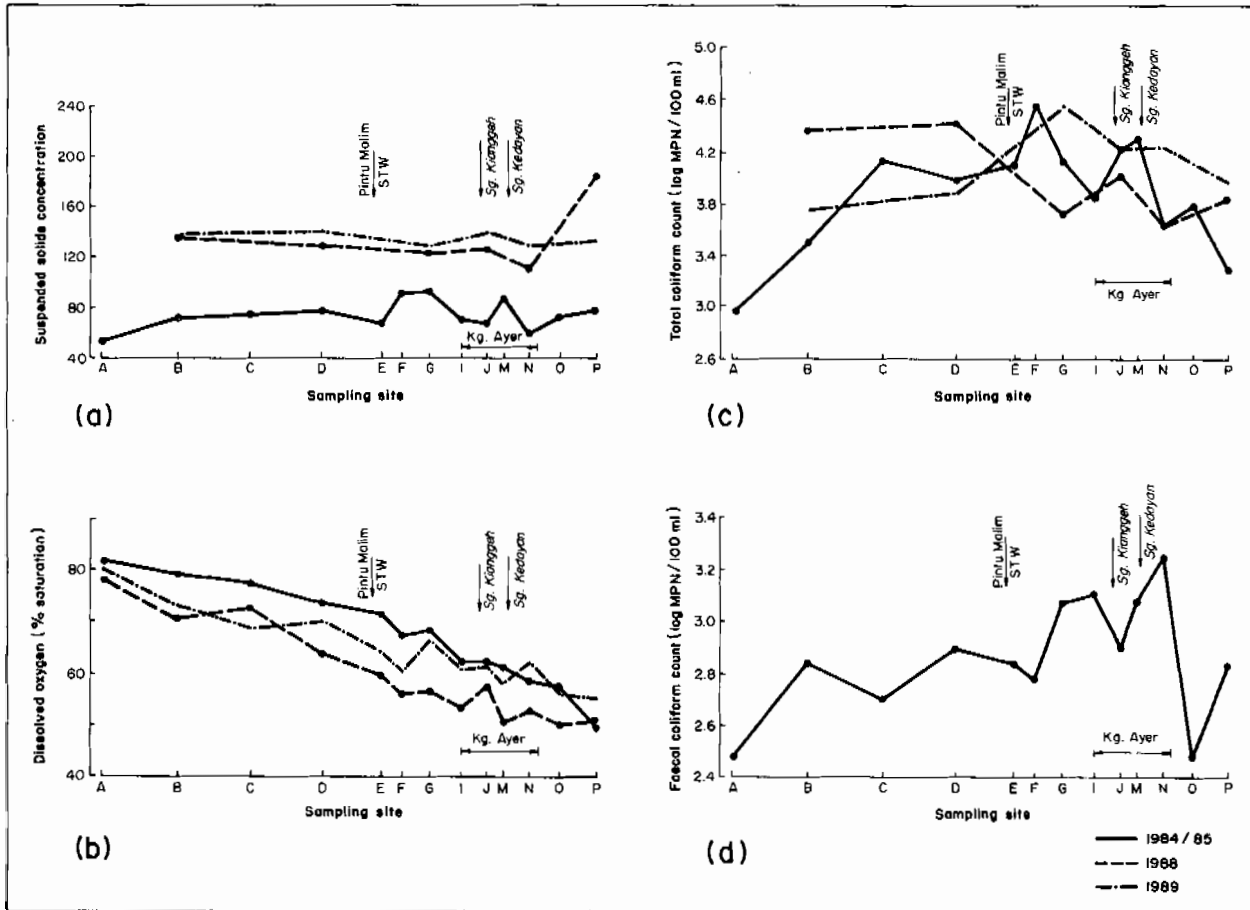 Suspended solids concentration
240
200
160
120
80
40
Pintu Malim
STW
Sg. Kianggeh
Sg. Kedayan
Kg. Ayer
A B C D E F G I J M N O P
Sampling site
(a)
Total coliform count (log MPN / 100 ml)
5.0
4.6
4.2
3.8
3.0
2.6
Pintu Malim
STW
Sg. Kianggeh
Sg. Kedayan
Kg. Ayer
A B C D E F G I J M N O P
Sampling site
(c)
Dissolved oxygen (% saturation)
80
60
40
Pintu Malim
STW
Sg. Kianggeh
Sg. Kedayan
Kg. Ayer
A B C D E F G I J M N O P
Sampling site
(b)
Faecal coliform count (log MPN / 100 ml)
3.4
3.2
3.0
2.8
2.6
2.4
Pintu Malim
STW
Sg. Kianggeh
Sg. Kedayan
Kg. Ayer
A B C D E F G I J M N O P
Sampling site
(d)
1984 / 85
1988
1989